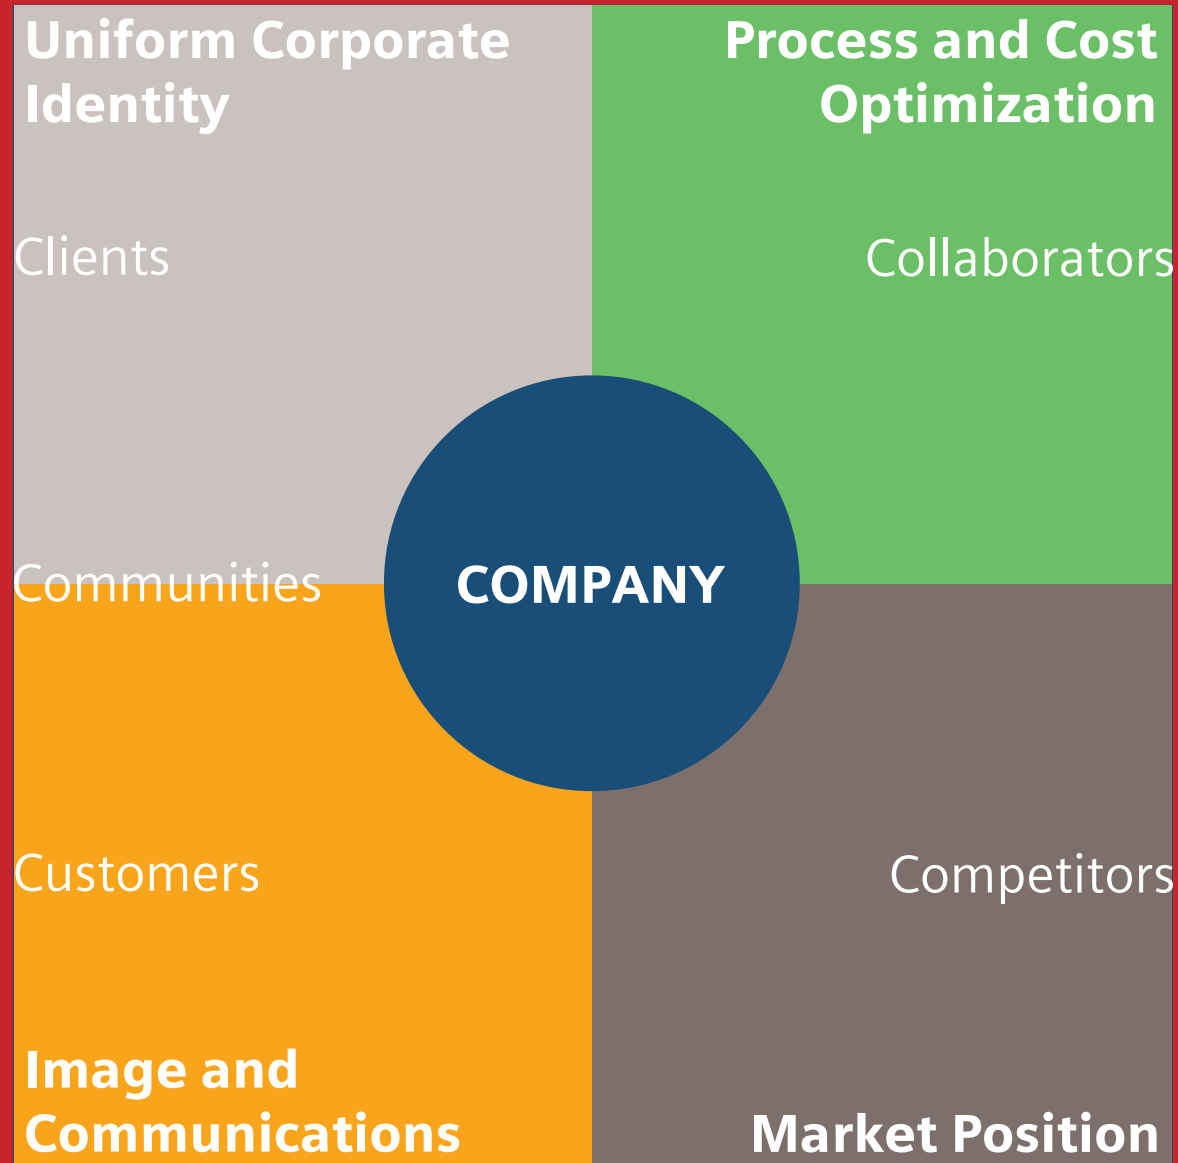 Uniform Corporate
Identity
Process and Cost
Optimization
Clients
Collaborators
Communities
COMPANY
Customers
Competitors
Image and
Communications
Market Position